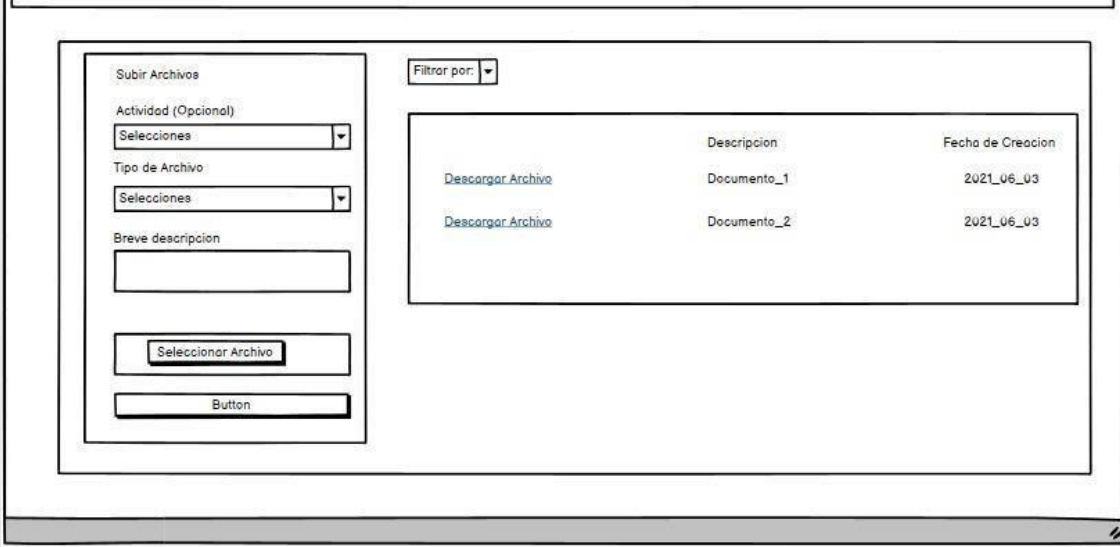 Subir Archivos
Actividad (Opcional)
Selecciones
Tipo de Archivo
Selecciones
Breve descripcion
Seleccionar Archivo
Button
Filtrar por:
Descripcion Fecha de Creacion
Descargar Archivo Documento_1 2021_06_03
Descargar Archivo Documento_2 2021_06_03